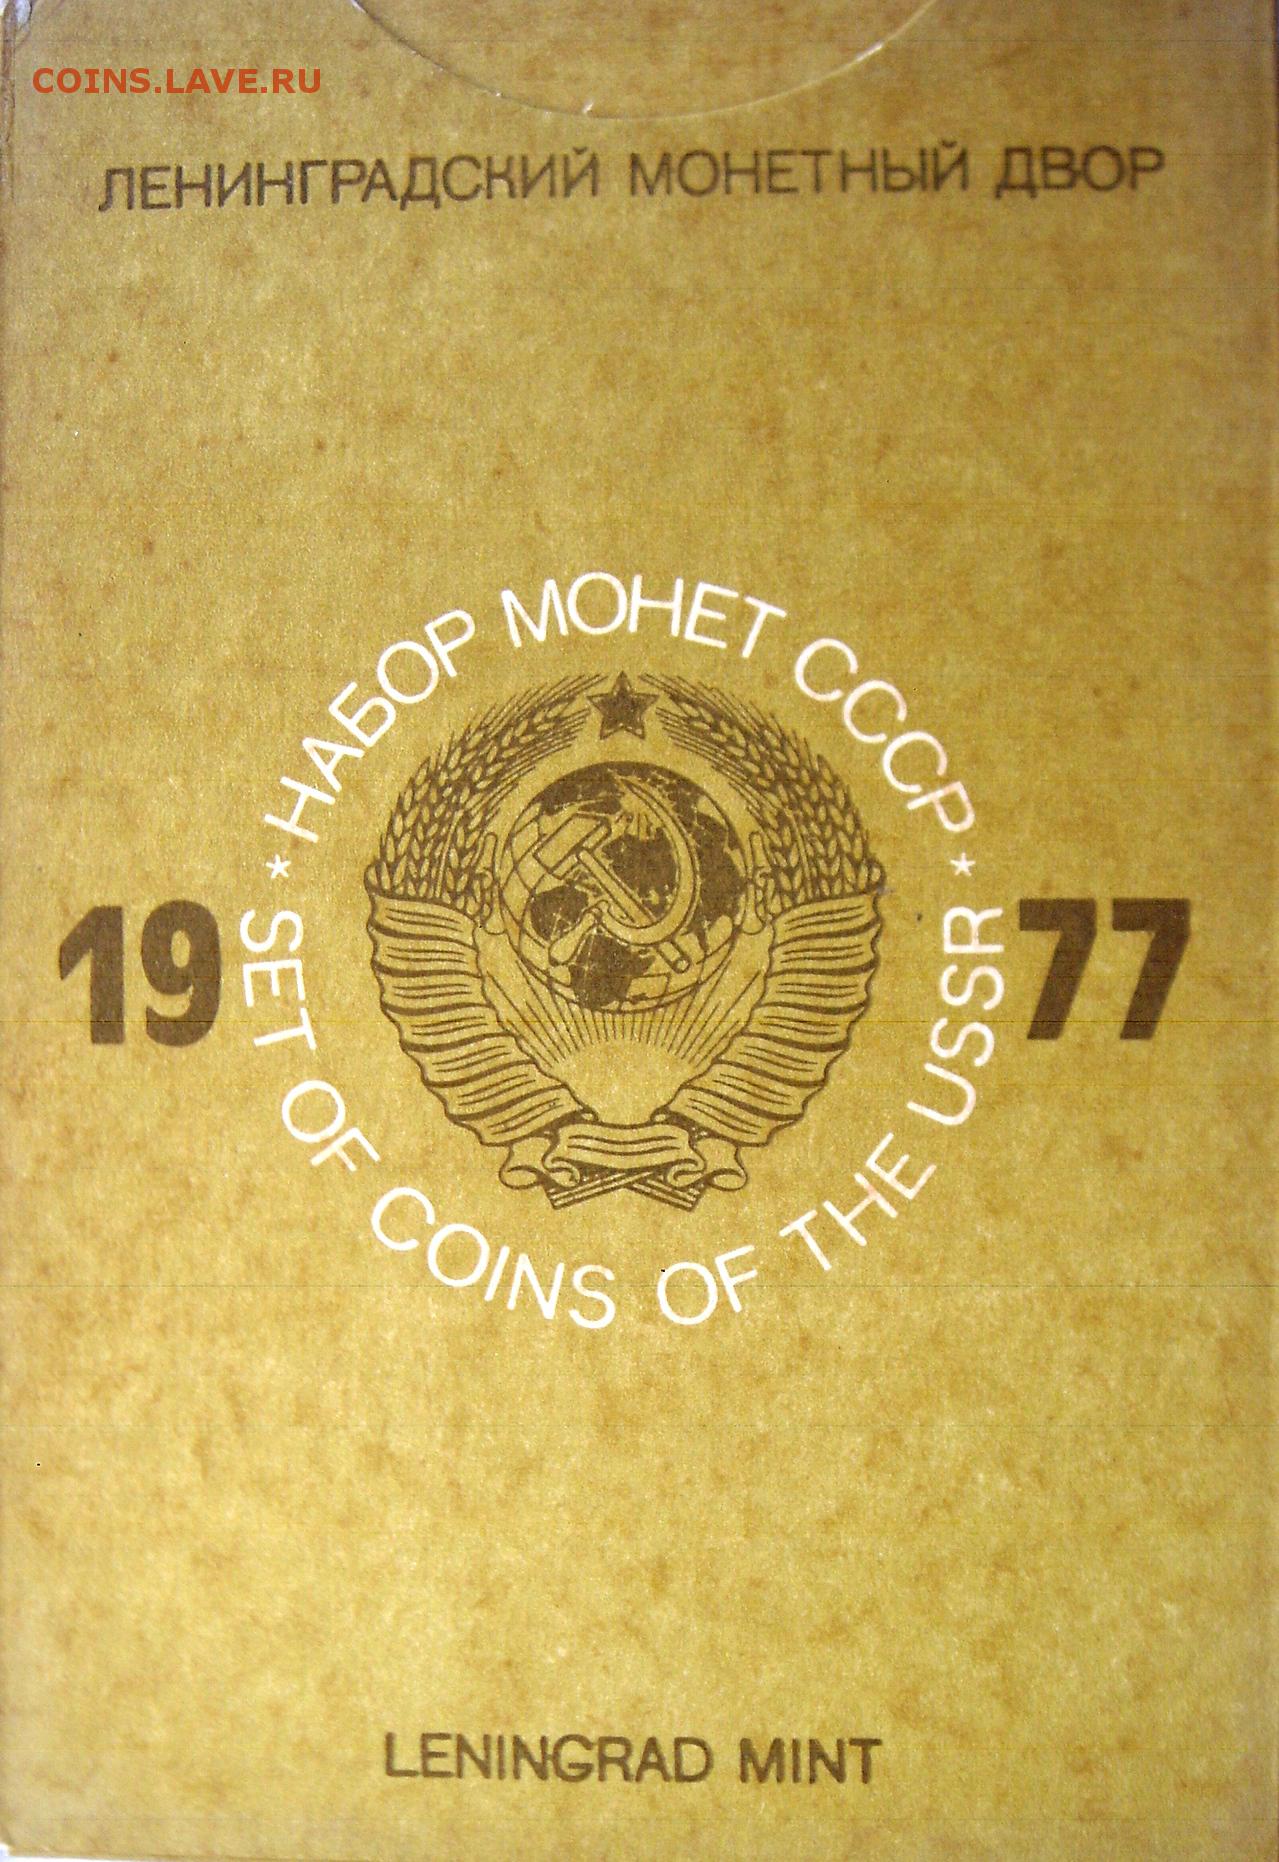 COINS.LAVE.RU
ЛЕНИНГРАДСКИЙ МОНЕТНЫЙ ДВОР
* НАБОР МОНЕТ СССР *
19 77
SET OF COINS OF THE USSR
LENINGRAD MINT